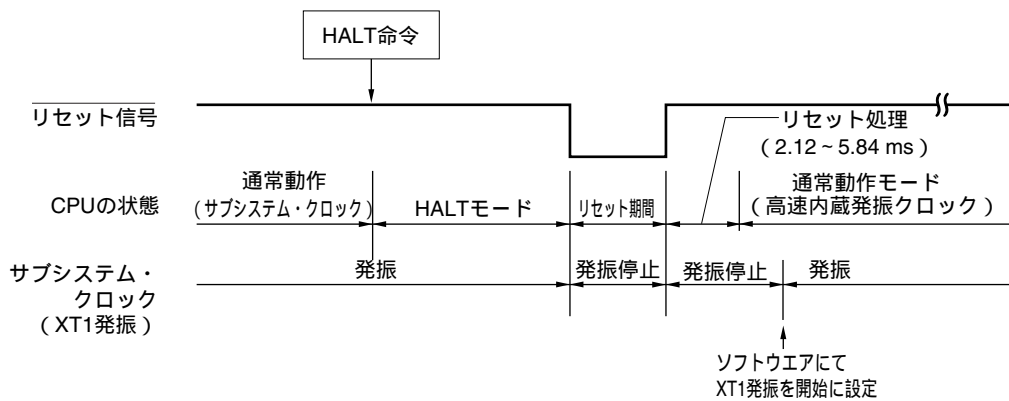 HALT命令
リセット信号
リセット処理
（2.12～5.84 ms）
通常動作
（サブシステム・クロック）
通常動作モード
（高速内蔵発振クロック）
CPUの状態
HALTモード
リセット期間
サブシステム・
クロック
（XT1発振）
発振
発振停止
発振停止
発振
ソフトウエアにて
XT1発振を開始に設定